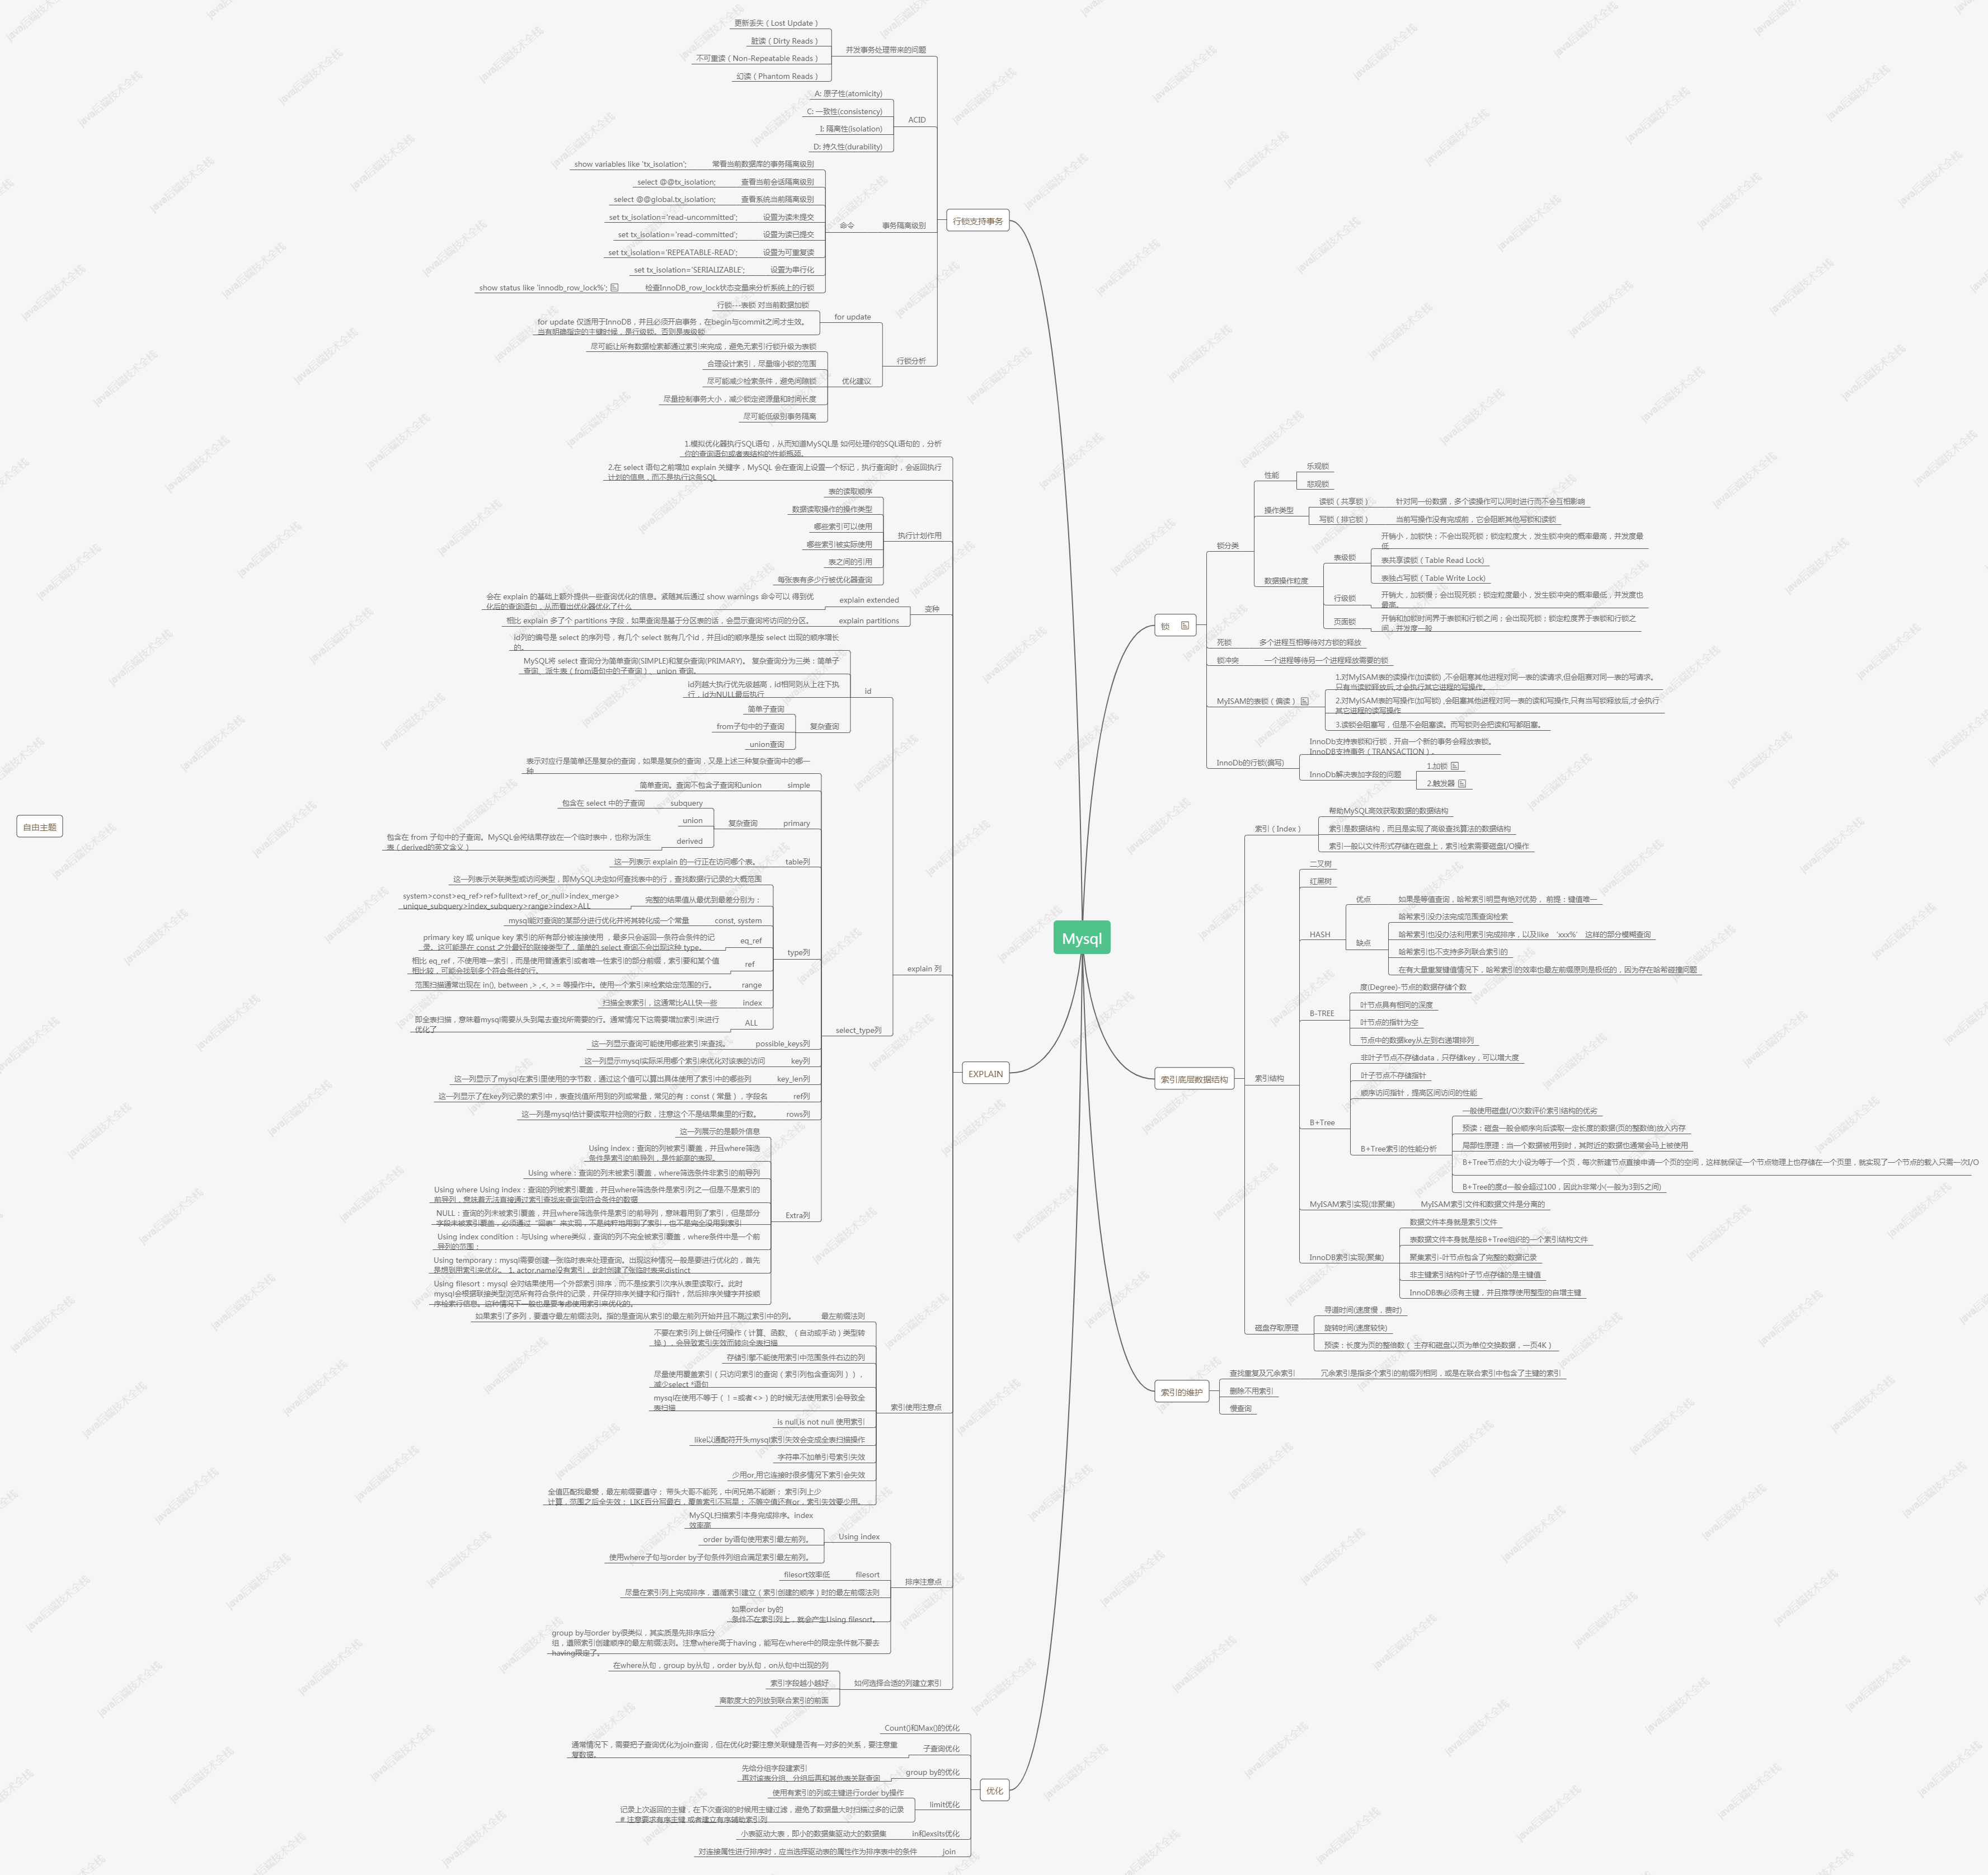 Mysql
行锁支持事务
并发事务处理带来的问题
更新丢失（Lost Update）
脏读（Dirty Reads）
不可重读（Non-Repeatable Reads）
幻读（Phantom Reads）
ACID
A: 原子性(atomicity)
C: 一致性(consistency)
I: 隔离性(isolation)
D: 持久性(durability)
事务隔离级别
命令
show variables like 'tx_isolation'; 常看当前数据库的事务隔离级别
select @@tx_isolation; 查看当前会话隔离级别
select @@global.tx_isolation; 查看系统当前隔离级别
set tx_isolation='read-uncommitted'; 设置为读未提交
set tx_isolation='read-committed'; 设置为读已提交
set tx_isolation='REPEATABLE-READ'; 设置为可重复读
set tx_isolation='SERIALIZABLE'; 设置为串行化
show status like 'innodb_row_lock%'; 检查InnoDB_row_lock状态变量来分析系统上的行锁
行锁分析
for update
行锁---表锁 对当前数据加锁
for update 仅适用于InnoDB，并且必须开启事务，在begin与commit之间才生效。
当有明确指定的主键时候，是行级锁。否则是表级锁
优化建议
尽可能让所有数据检索都通过索引来完成，避免无索引行锁升级为表锁
合理设计索引，尽量缩小锁的范围
尽可能减少检索条件，避免间隙锁
尽量控制事务大小，减少锁定资源量和时间长度
尽可能低级别事务隔离
EXPLAIN
1.模拟优化器执行SQL语句，从而知道MySQL是 如何处理你的SQL语句的，分析
你的查询语句或者表结构的性能瓶颈。
2.在 select 语句之前增加 explain 关键字，MySQL 会在查询上设置一个标记，执行查询时，会返回执行
计划的信息，而不是执行这条SQL
执行计划作用
表的读取顺序
数据读取操作的操作类型
哪些索引可以使用
哪些索引被实际使用
表之间的引用
每张表有多少行被优化器查询
变种
explain extended
会在 explain 的基础上额外提供一些查询优化的信息。紧随其后通过 show warnings 命令可以 得到优
化后的查询语句，从而看出优化器优化了什么
explain partitions
相比 explain 多了个 partitions 字段，如果查询是基于分区表的话，会显示查询将访问的分区。
explain 列
id
id列的编号是 select 的序列号，有几个 select 就有几个id，并且id的顺序是按 select 出现的顺序增长
的。
MySQL将 select 查询分为简单查询(SIMPLE)和复杂查询(PRIMARY)。 复杂查询分为三类：简单子
查询、派生表（from语句中的子查询）、union 查询。
id列越大执行优先级越高，id相同则从上往下执
行，id为NULL最后执行
复杂查询
简单子查询
from子句中的子查询
union查询
select_type列
表示对应行是简单还是复杂的查询，如果是复杂的查询，又是上述三种复杂查询中的哪一
种
简单查询。查询不包含子查询和union simple
primary
复杂查询
包含在 select 中的子查询 subquery
union
derived
包含在 from 子句中的子查询。MySQL会将结果存放在一个临时表中，也称为派生
表（derived的英文含义）
这一列表示 explain 的一行正在访问哪个表。 table列
type列
这一列表示关联类型或访问类型，即MySQL决定如何查找表中的行，查找数据行记录的大概范围
完整的结果值从最优到最差分别为：
system>const>eq_ref>ref>fulltext>ref_or_null>index_merge>
unique_subquery>index_subquery>range>index>ALL
mysql能对查询的某部分进行优化并将其转化成一个常量 const, system
eq_ref
primary key 或 unique key 索引的所有部分被连接使用 ，最多只会返回一条符合条件的记
录。这可能是在 const 之外最好的联接类型了，简单的 select 查询不会出现这种 type。
ref
相比 eq_ref，不使用唯一索引，而是使用普通索引或者唯一性索引的部分前缀，索引要和某个值
相比较，可能会找到多个符合条件的行。
范围扫描通常出现在 in(), between ,> ,<, >= 等操作中。使用一个索引来检索给定范围的行。 range
扫描全表索引，这通常比ALL快一些 index
ALL
即全表扫描，意味着mysql需要从头到尾去查找所需要的行。通常情况下这需要增加索引来进行
优化了
这一列显示查询可能使用哪些索引来查找。 possible_keys列
这一列显示mysql实际采用哪个索引来优化对该表的访问 key列
这一列显示了mysql在索引里使用的字节数，通过这个值可以算出具体使用了索引中的哪些列 key_len列
这一列显示了在key列记录的索引中，表查找值所用到的列或常量，常见的有：const（常量），字段名 ref列
这一列是mysql估计要读取并检测的行数，注意这个不是结果集里的行数。 rows列
Extra列
这一列展示的是额外信息
Using index：查询的列被索引覆盖，并且where筛选
条件是索引的前导列，是性能高的表现。
Using where：查询的列未被索引覆盖，where筛选条件非索引的前导列
Using where Using index：查询的列被索引覆盖，并且where筛选条件是索引列之一但是不是索引的
前导列，意味着无法直接通过索引查找来查询到符合条件的数据
NULL：查询的列未被索引覆盖，并且where筛选条件是索引的前导列，意味着用到了索引，但是部分
字段未被索引覆盖，必须通过“回表”来实现，不是纯粹地用到了索引，也不是完全没用到索引
Using index condition：与Using where类似，查询的列不完全被索引覆盖，where条件中是一个前
导列的范围；
Using temporary：mysql需要创建一张临时表来处理查询。出现这种情况一般是要进行优化的，首先
是想到用索引来优化。 1. actor.name没有索引，此时创建了张临时表来distinct
Using filesort：mysql 会对结果使用一个外部索引排序，而不是按索引次序从表里读取行。此时
mysql会根据联接类型浏览所有符合条件的记录，并保存排序关键字和行指针，然后排序关键字并按顺
序检索行信息。这种情况下一般也是要考虑使用索引来优化的。
索引使用注意点
如果索引了多列，要遵守最左前缀法则。指的是查询从索引的最左前列开始并且不跳过索引中的列。 最左前缀法则
不要在索引列上做任何操作（计算、函数、（自动或手动）类型转
换），会导致索引失效而转向全表扫描
存储引擎不能使用索引中范围条件右边的列
尽量使用覆盖索引（只访问索引的查询（索引列包含查询列）），
减少select *语句
mysql在使用不等于（！=或者<>）的时候无法使用索引会导致全
表扫描
is null,is not null 使用索引
like以通配符开头mysql索引失效会变成全表扫描操作
字符串不加单引号索引失效
少用or,用它连接时很多情况下索引会失效
全值匹配我最爱，最左前缀要遵守； 带头大哥不能死，中间兄弟不能断； 索引列上少
计算，范围之后全失效； LIKE百分写最右，覆盖索引不写星； 不等空值还有or，索引失效要少用。
排序注意点
Using index
MySQL扫描索引本身完成排序。index
效率高
order by语句使用索引最左前列。
使用where子句与order by子句条件列组合满足索引最左前列。
filesort效率低 filesort
尽量在索引列上完成排序，遵循索引建立（索引创建的顺序）时的最左前缀法则
如果order by的
条件不在索引列上，就会产生Using filesort。
group by与order by很类似，其实质是先排序后分
组，遵照索引创建顺序的最左前缀法则。注意where高于having，能写在where中的限定条件就不要去
having限定了。
如何选择合适的列建立索引
在where从句，group by从句，order by从句，on从句中出现的列
索引字段越小越好
离散度大的列放到联合索引的前面
优化
Count()和Max()的优化
子查询优化
通常情况下，需要把子查询优化为join查询，但在优化时要注意关联键是否有一对多的关系，要注意重
复数据。
group by的优化
先给分组字段建索引
再对该表分组、分组后再和其他表关联查询
limit优化
使用有索引的列或主键进行order by操作
记录上次返回的主键，在下次查询的时候用主键过滤，避免了数据量大时扫描过多的记录
# 注意要求有序主键 或者建立有序辅助索引列
小表驱动大表，即小的数据集驱动大的数据集 in和exsits优化
对连接属性进行排序时，应当选择驱动表的属性作为排序表中的条件 join
自由主题
锁
锁分类
性能
乐观锁
悲观锁
操作类型
读锁（共享锁） 针对同一份数据，多个读操作可以同时进行而不会互相影响
写锁（排它锁） 当前写操作没有完成前，它会阻断其他写锁和读锁
数据操作粒度
表级锁
开销小，加锁快；不会出现死锁；锁定粒度大，发生锁冲突的概率最高，并发度最
低
表共享读锁（Table Read Lock)
表独占写锁（Table Write Lock)
行级锁
开销大，加锁慢；会出现死锁；锁定粒度最小，发生锁冲突的概率最低，并发度也
最高。
页面锁
开销和加锁时间界于表锁和行锁之间；会出现死锁；锁定粒度界于表锁和行锁之
间，并发度一般
死锁 多个进程互相等待对方锁的释放
锁冲突 一个进程等待另一个进程释放需要的锁
MyISAM的表锁（偏读）
1.对MyISAM表的读操作(加读锁) ,不会阻塞其他进程对同一表的读请求,但会阻赛对同一表的写请求。
只有当读锁释放后,才会执行其它进程的写操作。
2.对MyISAM表的写操作(加写锁) ,会阻塞其他进程对同一表的读和写操作,只有当写锁释放后,才会执行
其它进程的读写操作
3.读锁会阻塞写，但是不会阻塞读。而写锁则会把读和写都阻塞。
InnoDb的行锁(偏写)
InnoDb支持表锁和行锁，开启一个新的事务会释放表锁。
InnoDB支持事务（TRANSACTION）。
InnoDb解决表加字段的问题
1.加锁
2.触发器
索引底层数据结构
索引（Index）
帮助MySQL高效获取数据的数据结构
索引是数据结构，而且是实现了高级查找算法的数据结构
索引一般以文件形式存储在磁盘上，索引检索需要磁盘I/O操作
索引结构
二叉树
红黑树
HASH
优点 如果是等值查询，哈希索引明显有绝对优势， 前提：键值唯一
缺点
哈希索引没办法完成范围查询检索
哈希索引也没办法利用索引完成排序，以及like ‘xxx%’ 这样的部分模糊查询
哈希索引也不支持多列联合索引的
在有大量重复键值情况下，哈希索引的效率也最左前缀原则是极低的，因为存在哈希碰撞问题
B-TREE
度(Degree)-节点的数据存储个数
叶节点具有相同的深度
叶节点的指针为空
节点中的数据key从左到右递增排列
B+Tree
非叶子节点不存储data，只存储key，可以增大度
叶子节点不存储指针
顺序访问指针，提高区间访问的性能
B+Tree索引的性能分析
一般使用磁盘I/O次数评价索引结构的优劣
预读：磁盘一般会顺序向后读取一定长度的数据(页的整数倍)放入内存
局部性原理：当一个数据被用到时，其附近的数据也通常会马上被使用
B+Tree节点的大小设为等于一个页，每次新建节点直接申请一个页的空间，这样就保证一个节点物理上也存储在一个页里，就实现了一个节点的载入只需一次I/O
B+Tree的度d一般会超过100，因此h非常小(一般为3到5之间)
MyISAM索引实现(非聚集) MyISAM索引文件和数据文件是分离的
InnoDB索引实现(聚集)
数据文件本身就是索引文件
表数据文件本身就是按B+Tree组织的一个索引结构文件
聚集索引-叶节点包含了完整的数据记录
非主键索引结构叶子节点存储的是主键值
InnoDB表必须有主键，并且推荐使用整型的自增主键
磁盘存取原理
寻道时间(速度慢，费时)
旋转时间(速度较快)
预读：长度为页的整倍数（ 主存和磁盘以页为单位交换数据，一页4K）
索引的维护
查找重复及冗余索引 冗余索引是指多个索引的前缀列相同，或是在联合索引中包含了主键的索引
删除不用索引
慢查询
java后端技术全栈